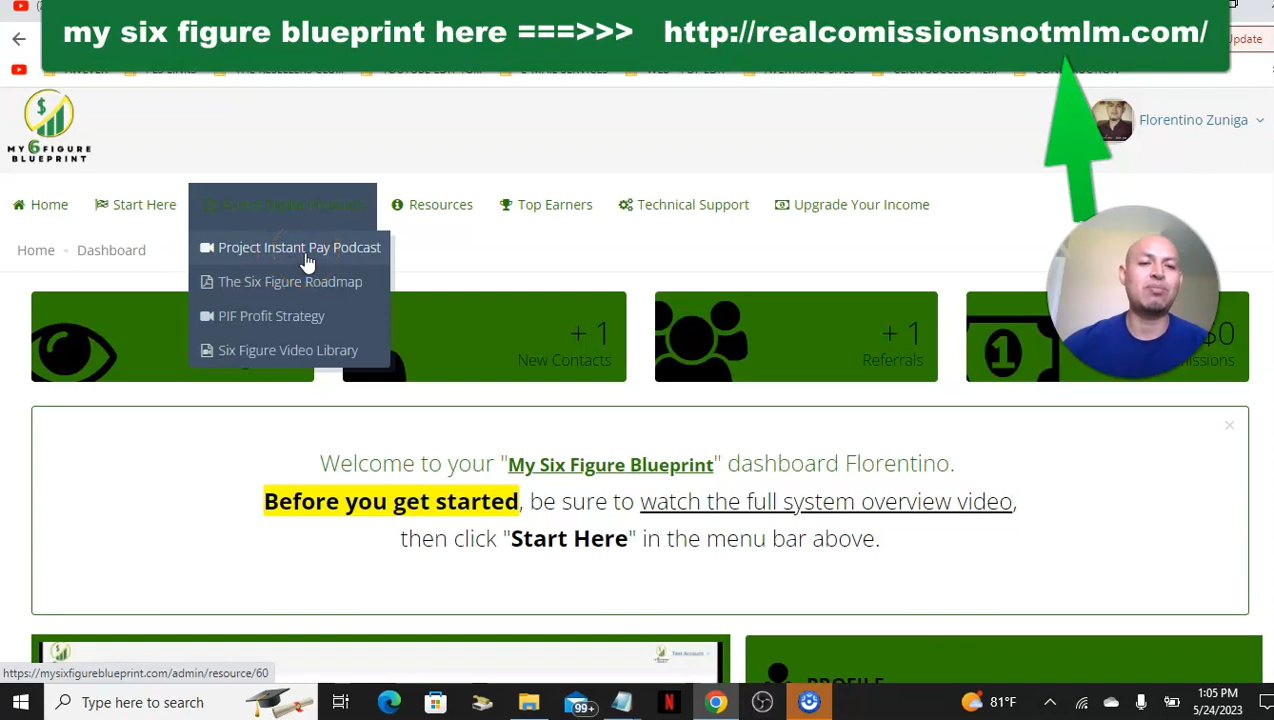 my six figure blueprint here ===>>> http://realcomissionsnotmlm.com/
Update
MY 6 FIGURE
BLUEPRINT
Florentino Zuniga
Home
Start Here
Resources
Top Earners
Technical Support
Upgrade Your Income
Home - Dashboard
Project Instant Pay Podcast
The Six Figure Roadmap
PIF Profit Strategy
Six Figure Video Library
+ 1
New Contacts
+ 1
Referrals
1
$0
Welcome to your "My Six Figure Blueprint" dashboard Florentino.
Before you get started, be sure to watch the full system overview video,
then click "Start Here" in the menu bar above.
PROFILE
https://mysixfigureblueprint.com/admin/resource/60
Type here to search
99+
81°F
1:05 PM
5/24/2023